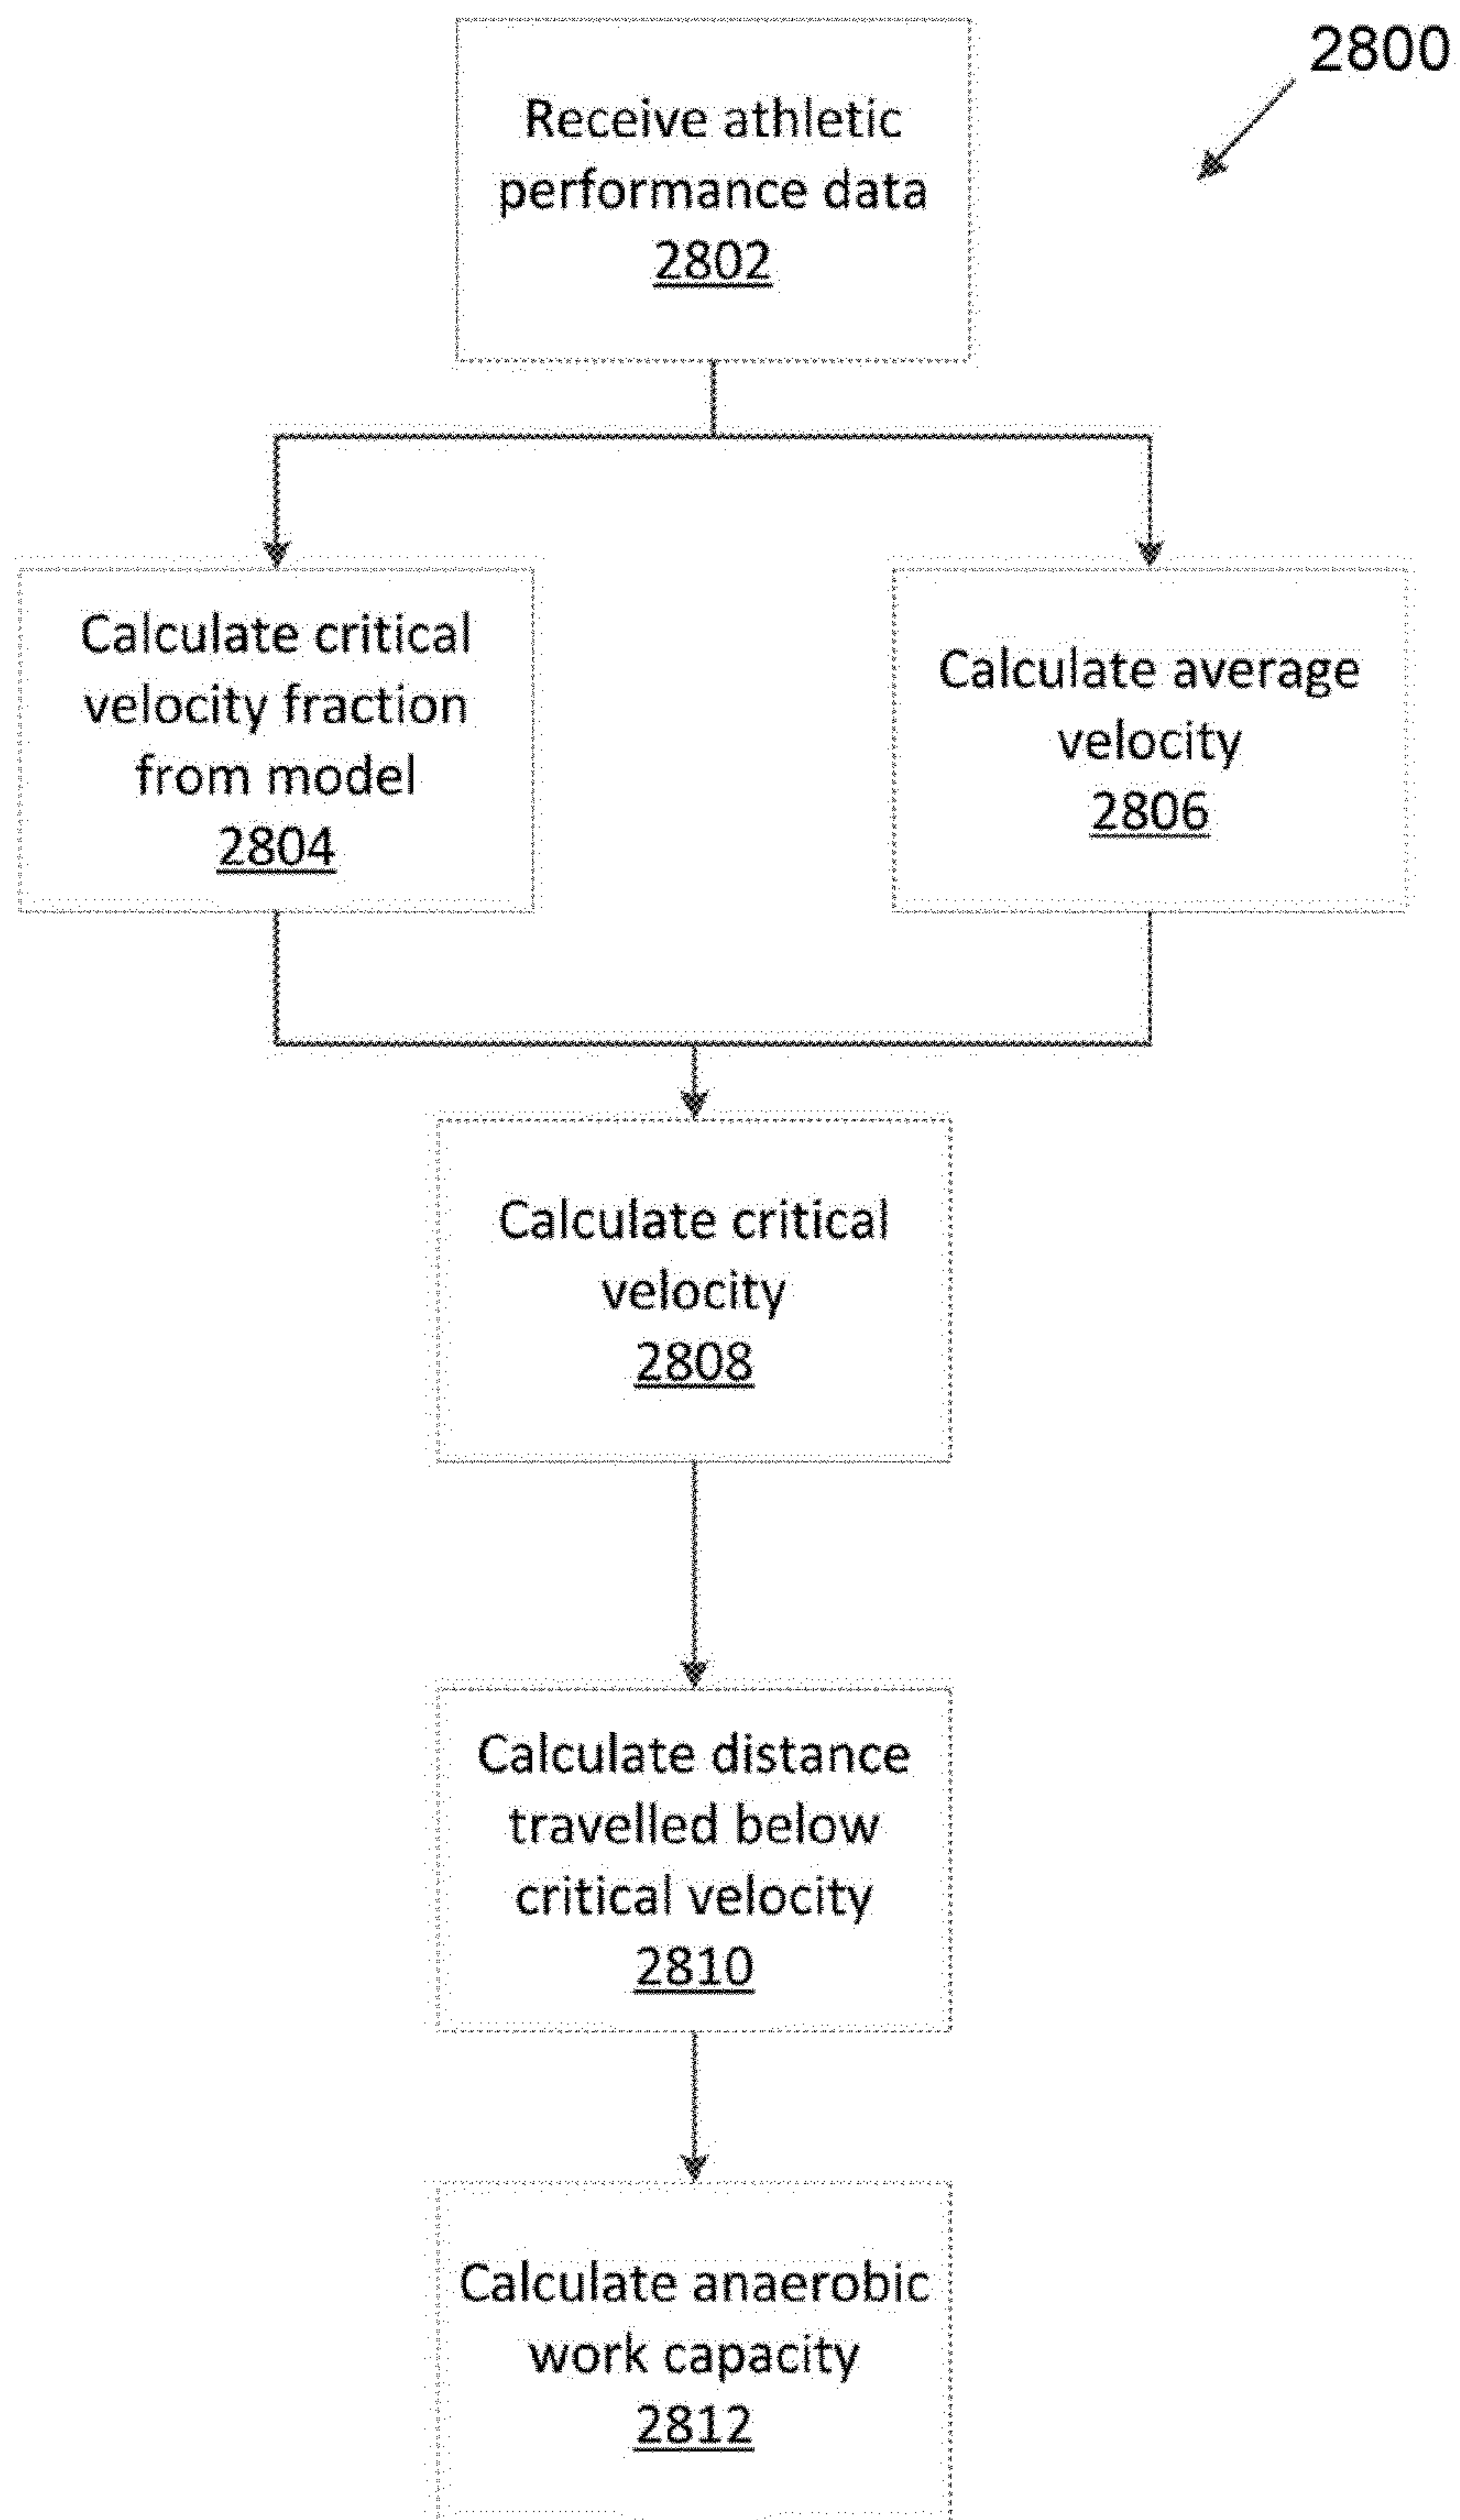 2800
Receive athletic
performance data
2802
Calculate critical
velocity fraction
from model
2804
Calculate average
velocity
2806
Calculate critical
velocity
2808
Calculate distance
travelled below
critical velocity
2810
Calculate anaerobic
work capacity
2812